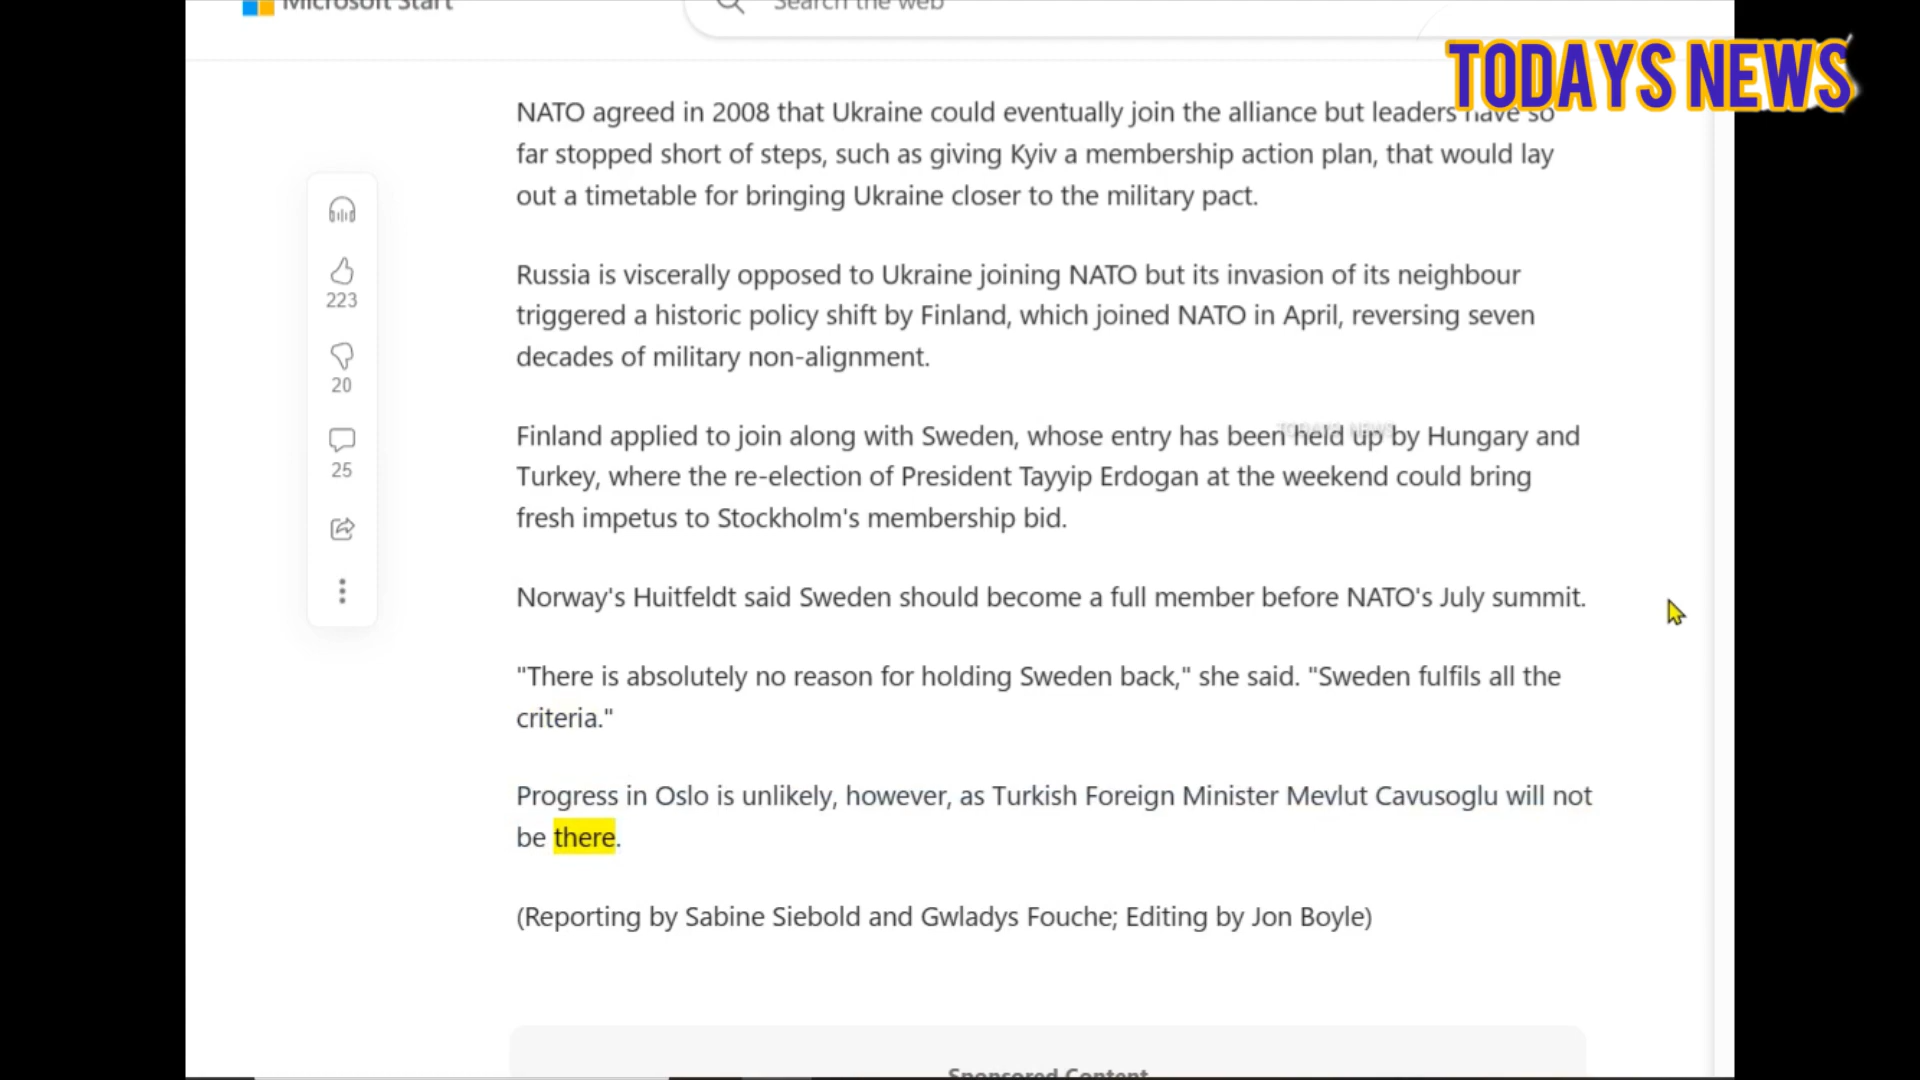 Microsoft Start
Search the web
TODAYS NEWS
NATO agreed in 2008 that Ukraine could eventually join the alliance but leaders have so
far stopped short of steps, such as giving Kyiv a membership action plan, that would lay
out a timetable for bringing Ukraine closer to the military pact.
Russia is viscerally opposed to Ukraine joining NATO but its invasion of its neighbour
triggered a historic policy shift by Finland, which joined NATO in April, reversing seven
decades of military non-alignment.
Finland applied to join along with Sweden, whose entry has been held up by Hungary and
Turkey, where the re-election of President Tayyip Erdogan at the weekend could bring
fresh impetus to Stockholm's membership bid.
Norway's Huitfeldt said Sweden should become a full member before NATO's July summit.
"There is absolutely no reason for holding Sweden back," she said. "Sweden fulfils all the
criteria."
Progress in Oslo is unlikely, however, as Turkish Foreign Minister Mevlut Cavusoglu will not
be there.
(Reporting by Sabine Siebold and Gwladys Fouche; Editing by Jon Boyle)
223
20
25
TODAYS NEWS
Sponsored Content